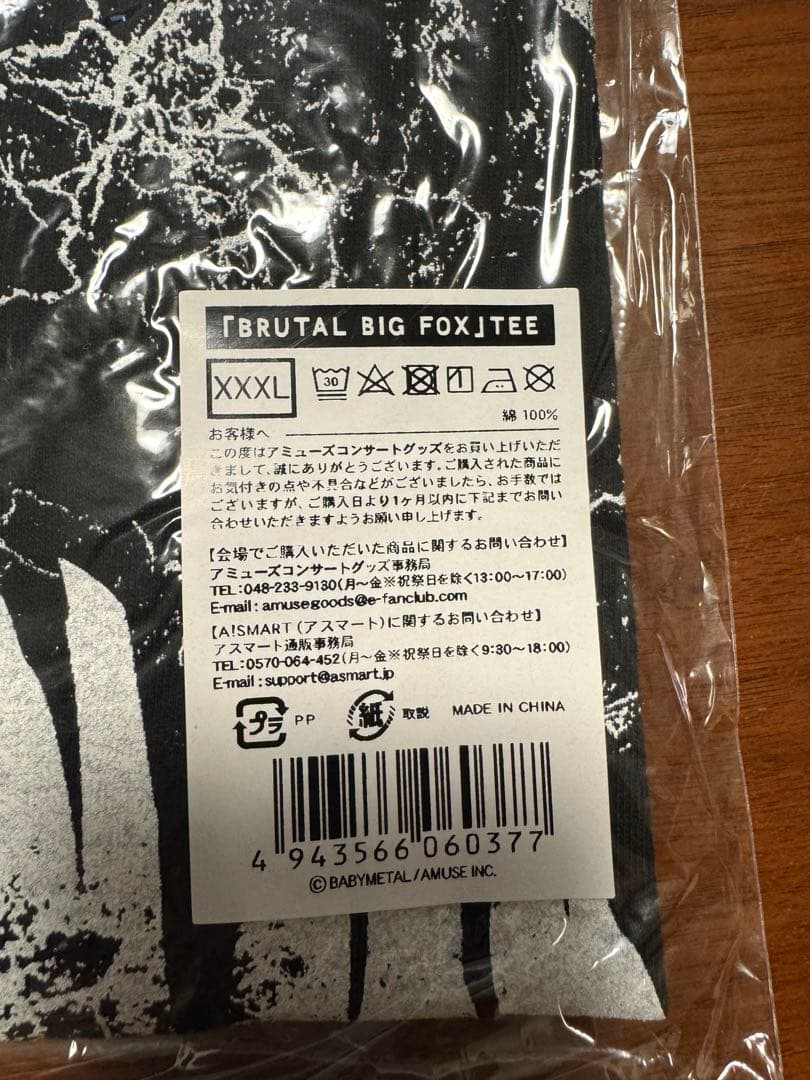 「BRUTAL BIG FOX」TEE
XXXL
30
綿 100%
お客様へ
この度はアミューズコンサートグッズをお買い上げいただ
きまして、誠にありがとうございます。ご購入された商品に
お気付きの点や不具合などがございましたら、お手数では
ございますが、ご購入日より1ヶ月以内に下記までお問い
合わせいただきますようお願い申し上げます。
【会場でご購入いただいた商品に関するお問い合わせ】
アミューズコンサートグッズ事務局
TEL:048-233-9130(月〜金※祝祭日を除く13:00〜17:00)
E-mail:amusegoods@e-fanclub.com
【A!SMART(アスマート)に関するお問い合わせ】
アスマート通販事務局
TEL:0570-064-452(月〜金※祝祭日を除く9:30〜18:00)
E-mail:support@asmart.jp
プラ PP 紙 取説 MADE IN CHINA
4 943566 060377
©BABYMETAL/AMUSE INC.